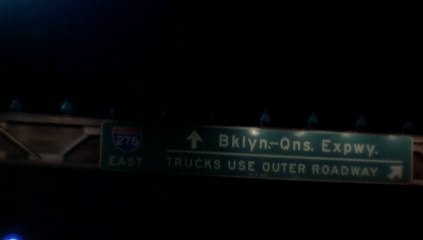 278
EAST
Bklyn.-Qns. Expwy.
TRUCKS USE OUTER ROADWAY